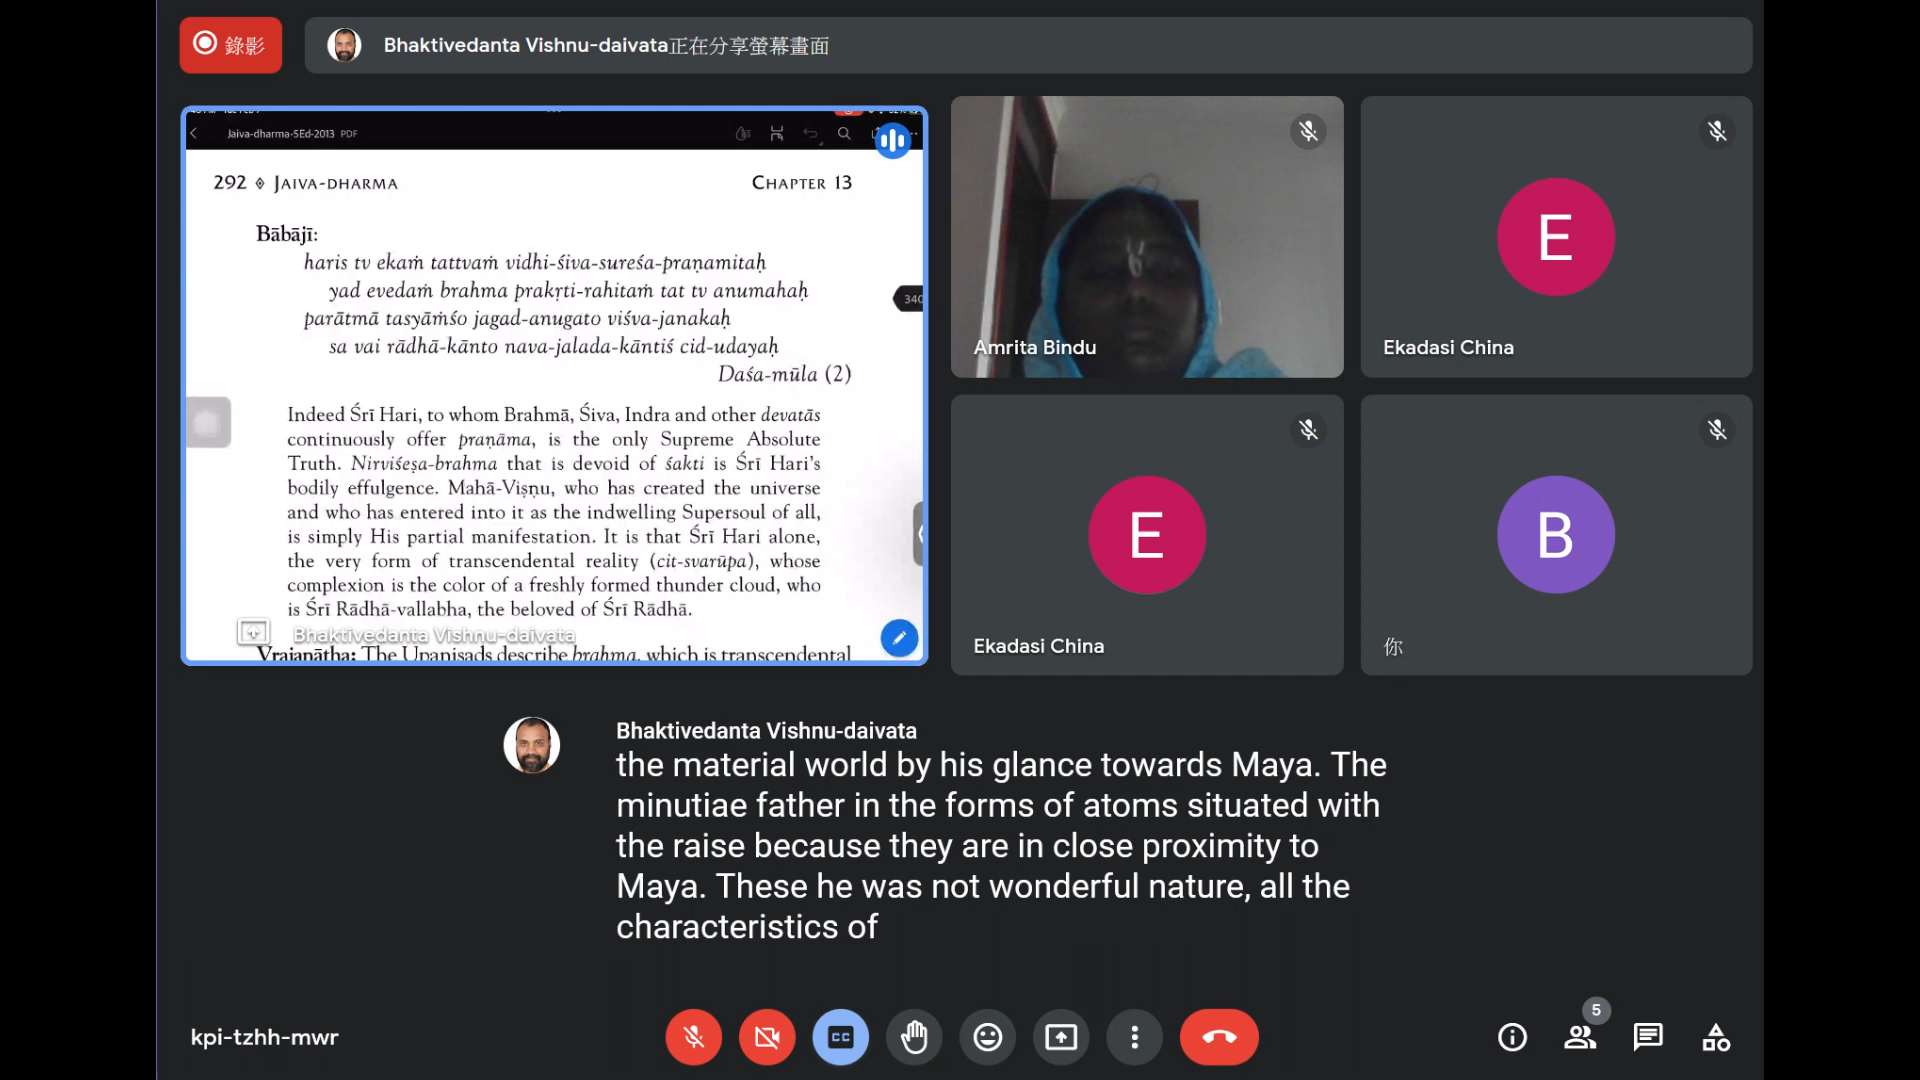 錄影
Bhaktivedanta Vishnu-daivata正在分享螢幕畫面
Jaiva-dharma-5Ed-2013 PDF
292 ◊ JAIVA-DHARMA
CHAPTER 13
Bābājī:
haris tv ekaṁ tattvaṁ vidhi-śiva-sureśa-praṇamitaḥ
yad evedaṁ brahma prakṛti-rahitaṁ tat tv anumahaḥ
parātmā tasyāṁśo jagad-anugato viśva-janakaḥ
sa vai rādhā-kānto nava-jalada-kāntiś cid-udayaḥ
Daśa-mūla (2)
Indeed Śrī Hari, to whom Brahmā, Śiva, Indra and other devatās
continuously offer praṇāma, is the only Supreme Absolute
Truth. Nirviśeṣa-brahma that is devoid of śakti is Śrī Hari's
bodily effulgence. Mahā-Viṣṇu, who has created the universe
and who has entered into it as the indwelling Supersoul of all,
is simply His partial manifestation. It is that Śrī Hari alone,
the very form of transcendental reality (cit-svarūpa), whose
complexion is the color of a freshly formed thunder cloud, who
is Śrī Rādhā-vallabha, the beloved of Śrī Rādhā.
Bhaktivedanta Vishnu-daivata
Vrajanātha: The Upaniṣads describe brahma, which is transcendental
340
Amrita Bindu
E
Ekadasi China
E
Ekadasi China
B
你
Bhaktivedanta Vishnu-daivata
the material world by his glance towards Maya. The
minutiae father in the forms of atoms situated with
the raise because they are in close proximity to
Maya. These he was not wonderful nature, all the
characteristics of
kpi-tzhh-mwr
CC
5